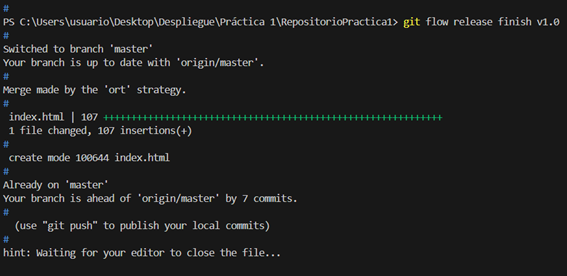 #
PS C:\Users\usuario\Desktop\Despliegue\Práctica 1\RepositorioPractica1> git flow release finish v1.0
#
Switched to branch 'master'
Your branch is up to date with 'origin/master'.
#
Merge made by the 'ort' strategy.
#
 index.html | 107 +++++++++++++++++++++++++++++++++++++++++++++++++++++++++++++
 1 file changed, 107 insertions(+)
#
 create mode 100644 index.html
#
Already on 'master'
Your branch is ahead of 'origin/master' by 7 commits.
#
  (use "git push" to publish your local commits)
#
hint: Waiting for your editor to close the file...